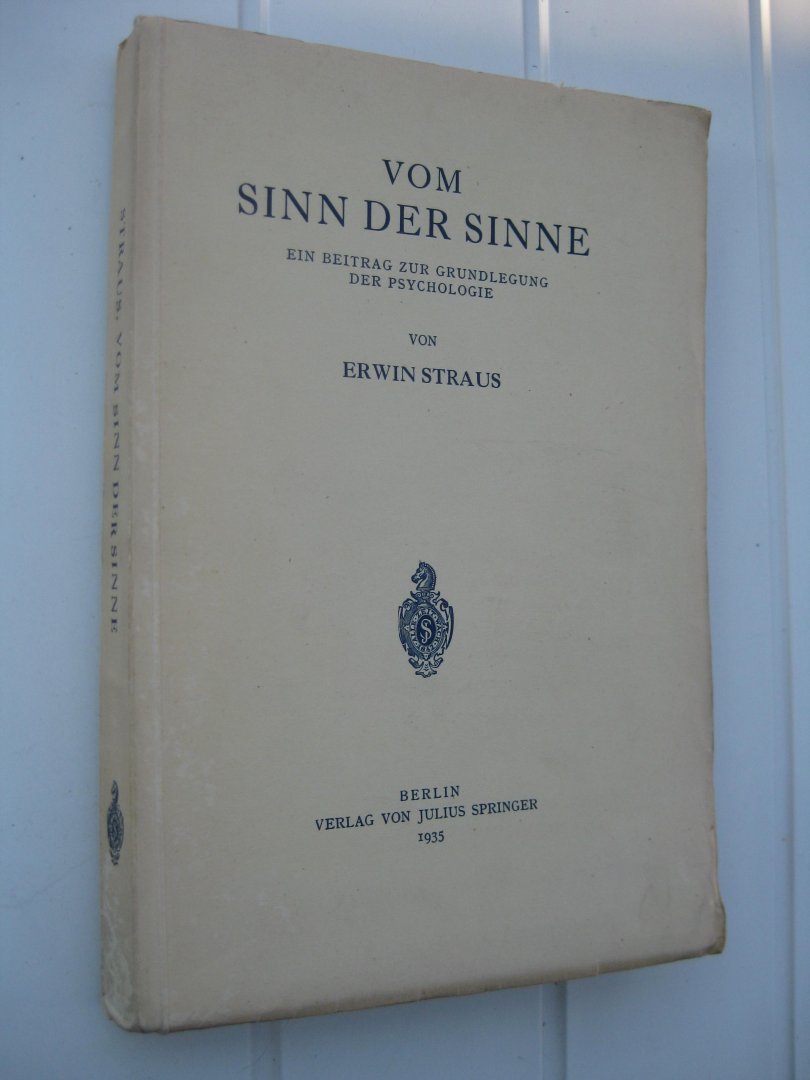 VOM
SINN DER SINNE
EIN BEITRAG ZUR GRUNDLEGUNG
DER PSYCHOLOGIE
VON
ERWIN STRAUS
BERLIN
VERLAG VON JULIUS SPRINGER
1935
STRAUS, VOM SINN DER SINNE